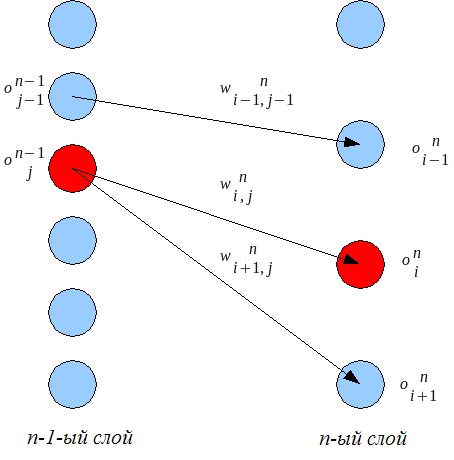 o n−1 j−1
w n i−1, j−1
o n i−1
o n−1 j
w n i, j
o n i
w n i+1, j
o n i+1
n-1-ый слой
n-ый слой